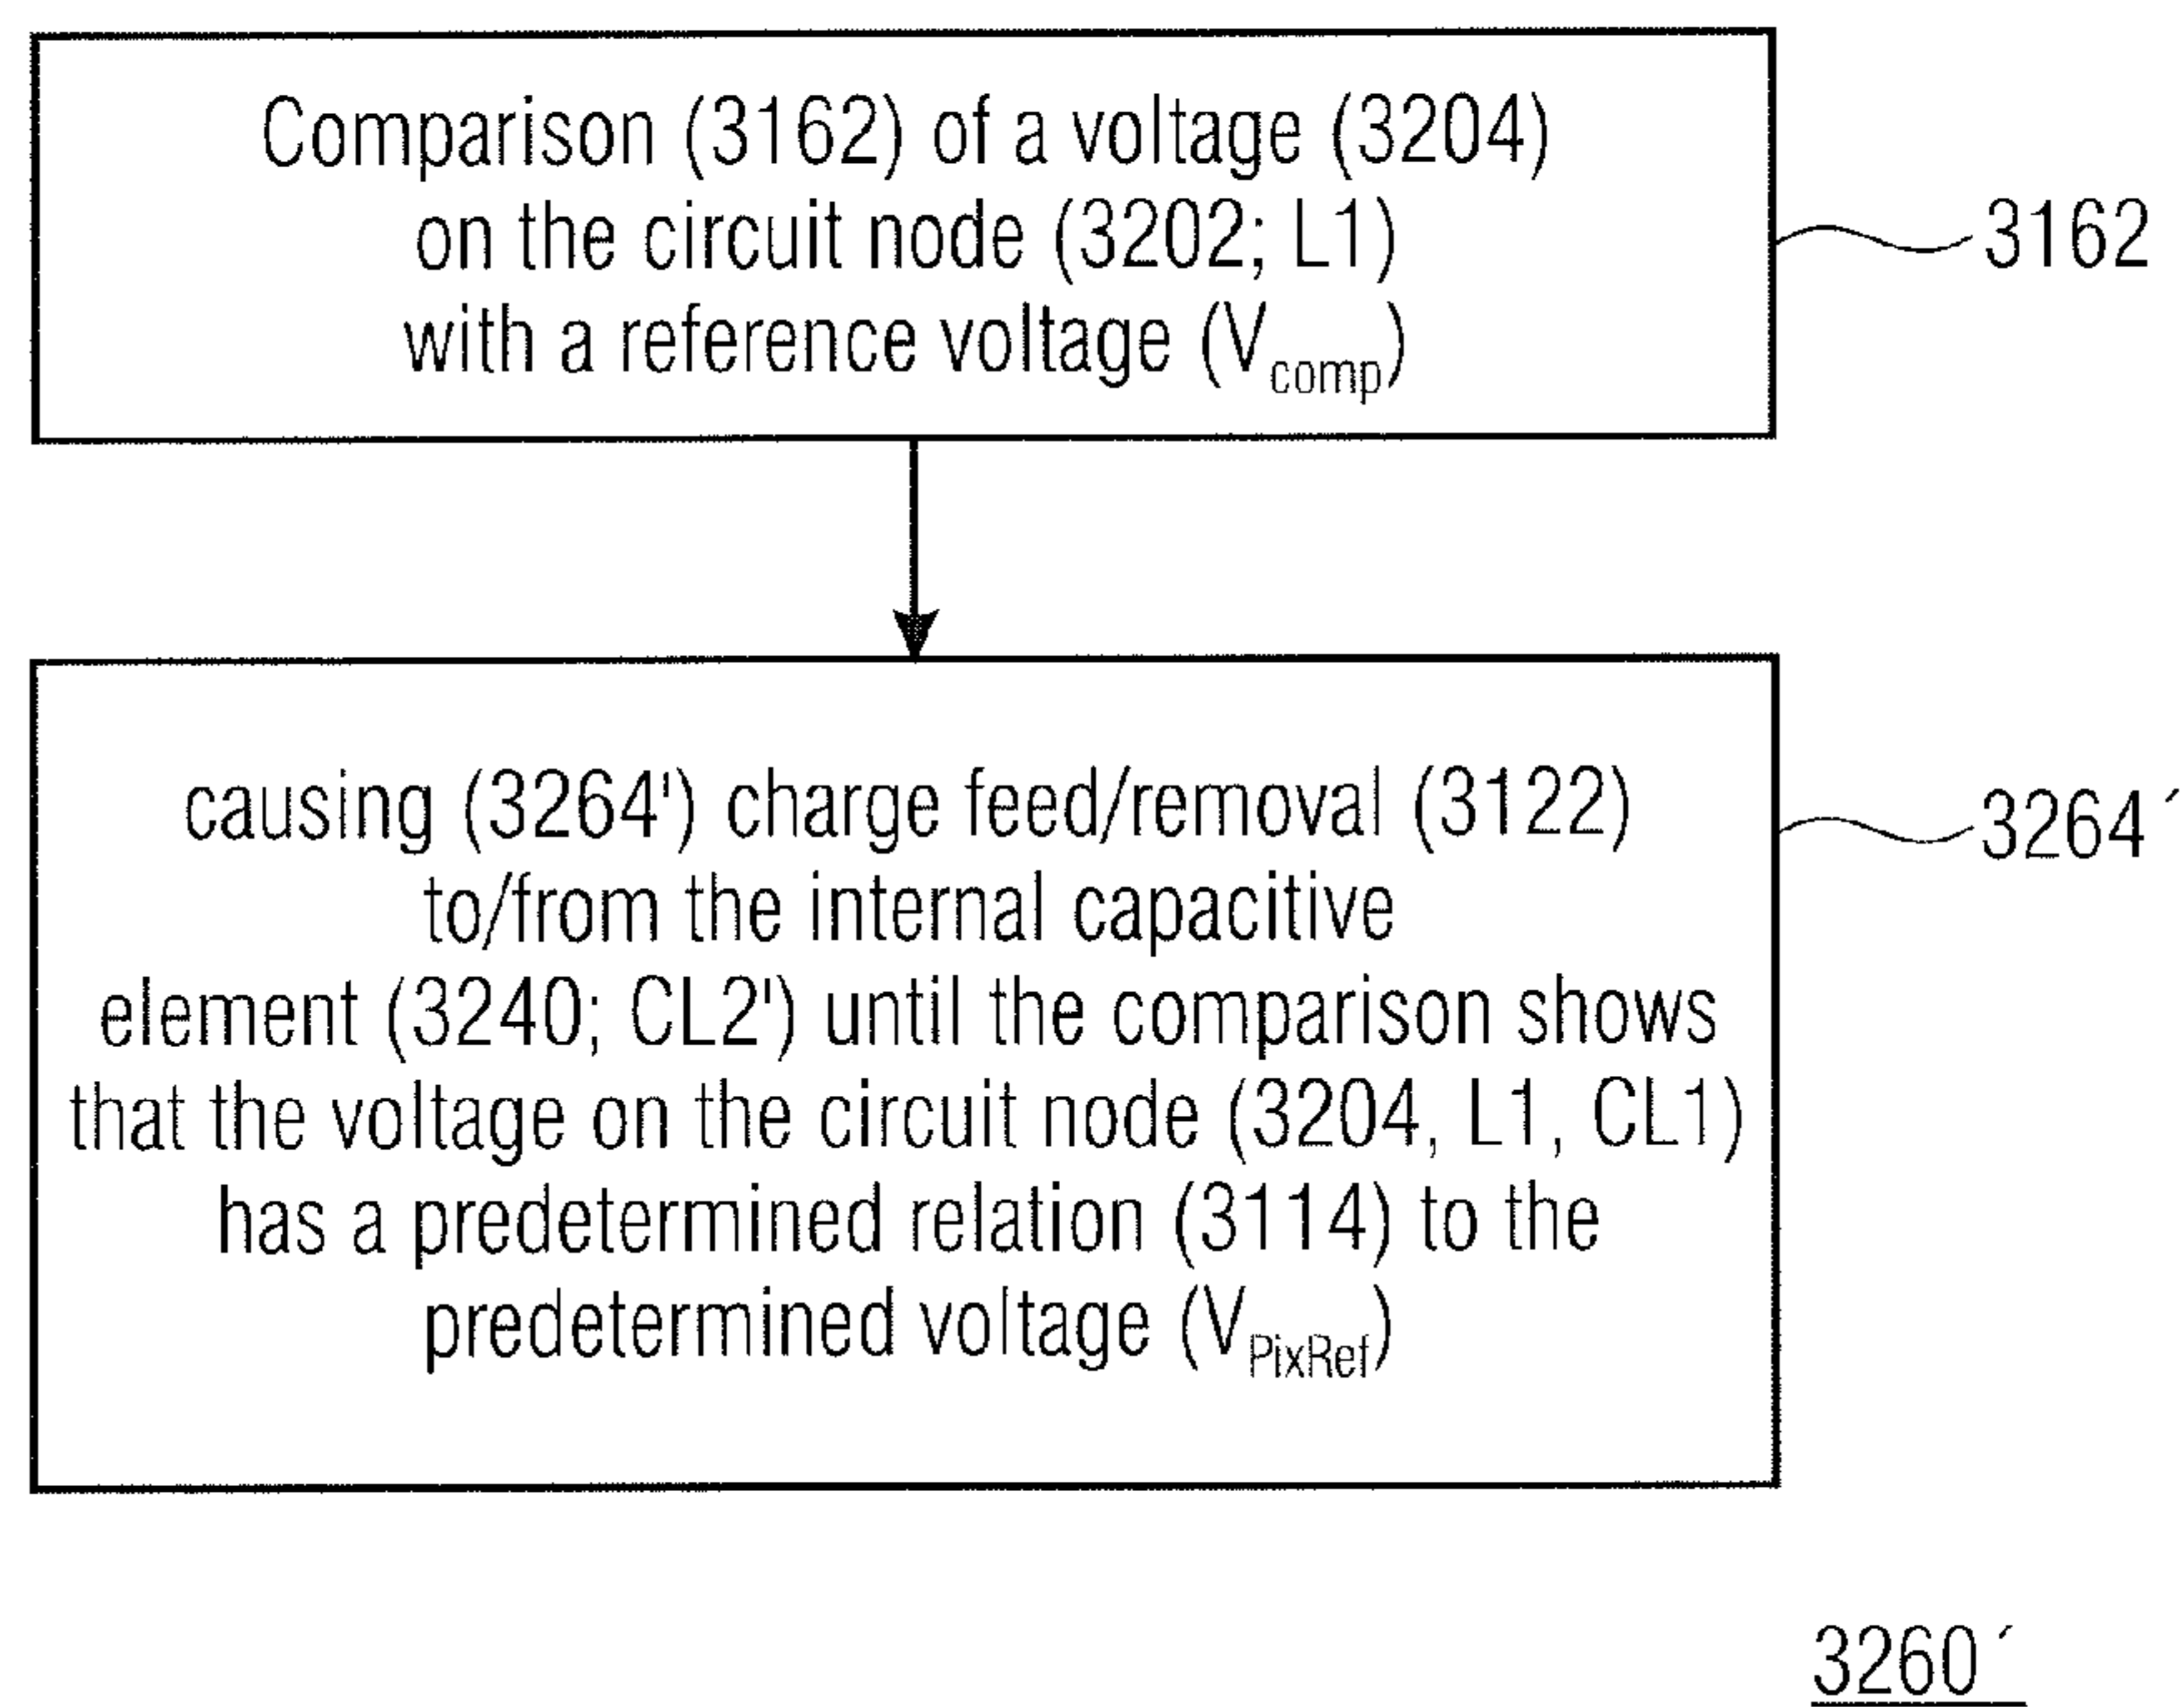 Comparison (3162) of a voltage (3204)
on the circuit node (3202; L1)
with a reference voltage (Vcomp)
3162
causing (3264') charge feed/removal (3122)
to/from the internal capacitive
element (3240; CL2') until the comparison shows
that the voltage on the circuit node (3204, L1, CL1)
has a predetermined relation (3114) to the
predetermined voltage (VPixRef)
3264´
3260´